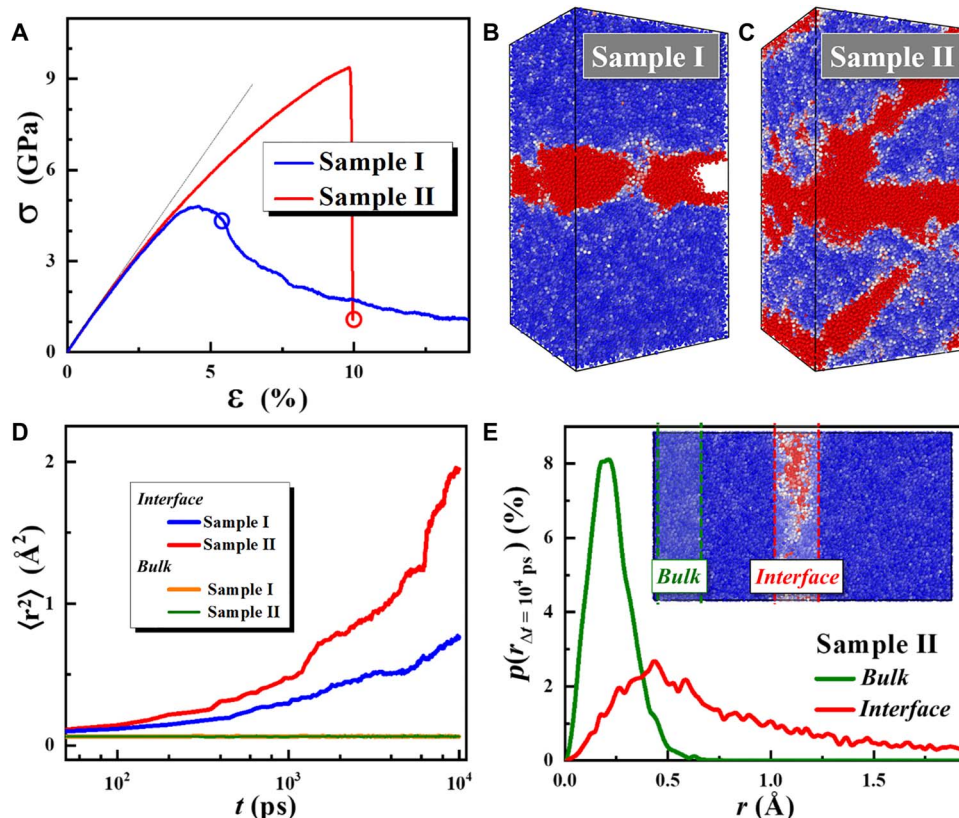 A
σ (GPa)
9
6
3
0
0
5
10
ε (%)
Sample I
Sample II
B
Sample I
C
Sample II
D
⟨r²⟩ (Å²)
2
1
0
10²
10³
10⁴
t (ps)
Interface
Sample I
Sample II
Bulk
Sample I
Sample II
E
p(r Δt = 10⁴ ps) (%)
8
6
4
2
0
0.0
0.5
1.0
1.5
r (Å)
Bulk
Interface
Sample II
Bulk
Interface